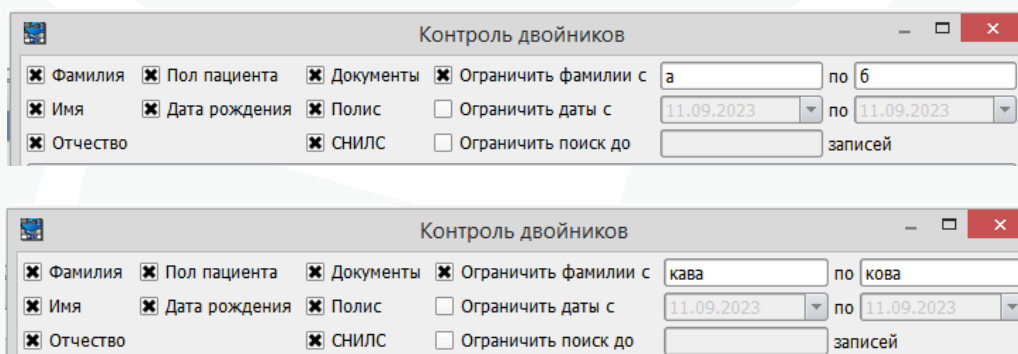 Контроль двойников
Фамилия Пол пациента Документы Ограничить фамилии с а по б
Имя Дата рождения Полис Ограничить даты с 11.09.2023 по 11.09.2023
Отчество СНИЛС Ограничить поиск до записей
Контроль двойников
Фамилия Пол пациента Документы Ограничить фамилии с кава по кова
Имя Дата рождения Полис Ограничить даты с 11.09.2023 по 11.09.2023
Отчество СНИЛС Ограничить поиск до записей